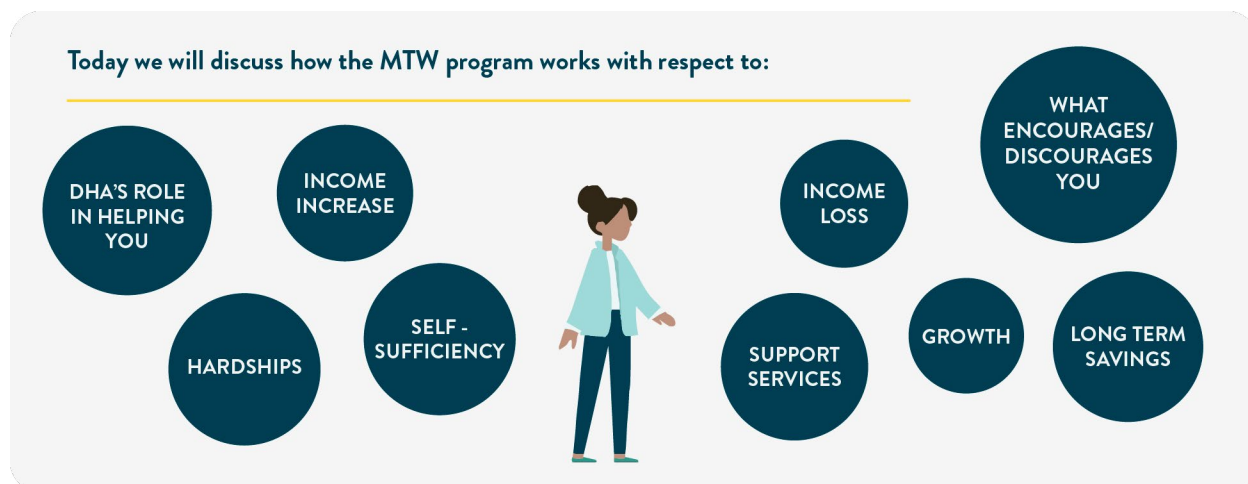 Today we will discuss how the MTW program works with respect to:
DHA'S ROLE
IN HELPING
YOU
INCOME
INCREASE
HARDSHIPS
SELF -
SUFFICIENCY
INCOME
LOSS
WHAT
ENCOURAGES/
DISCOURAGES
YOU
SUPPORT
SERVICES
GROWTH
LONG TERM
SAVINGS